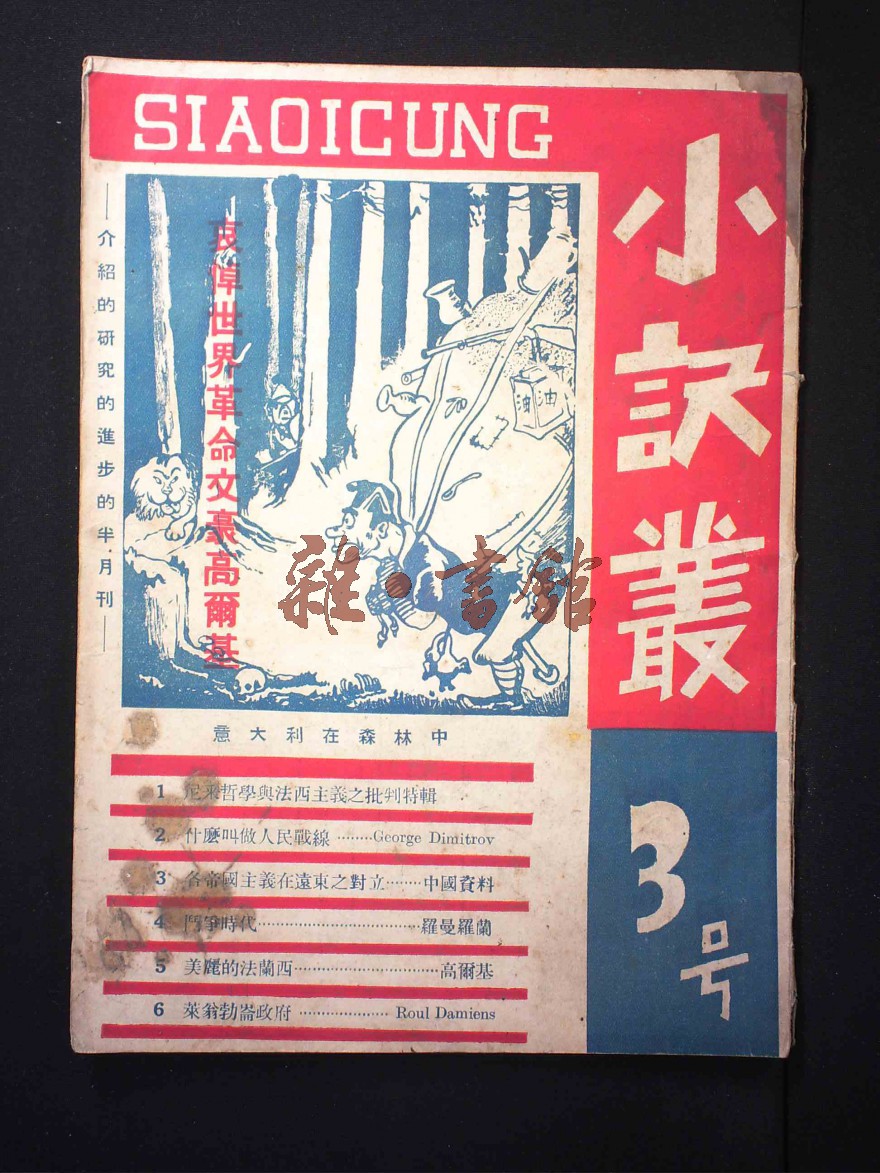 SIAOICUNG
小訳叢
3号
——介紹的研究的進步的半月刊——
哀悼世界革命文豪高爾基
油 油
雜·書館
意大利在森林中
1 尼采哲學與法西主義之批判特輯
2 什麼叫做人民戰線 ········George Dimitrov
3 各帝國主義在遠東之對立········中國資料
4 鬥爭時代····································羅曼羅蘭
5 美麗的法蘭西································高爾基
6 萊翁勃崙政府 ····················· Roul Damiens